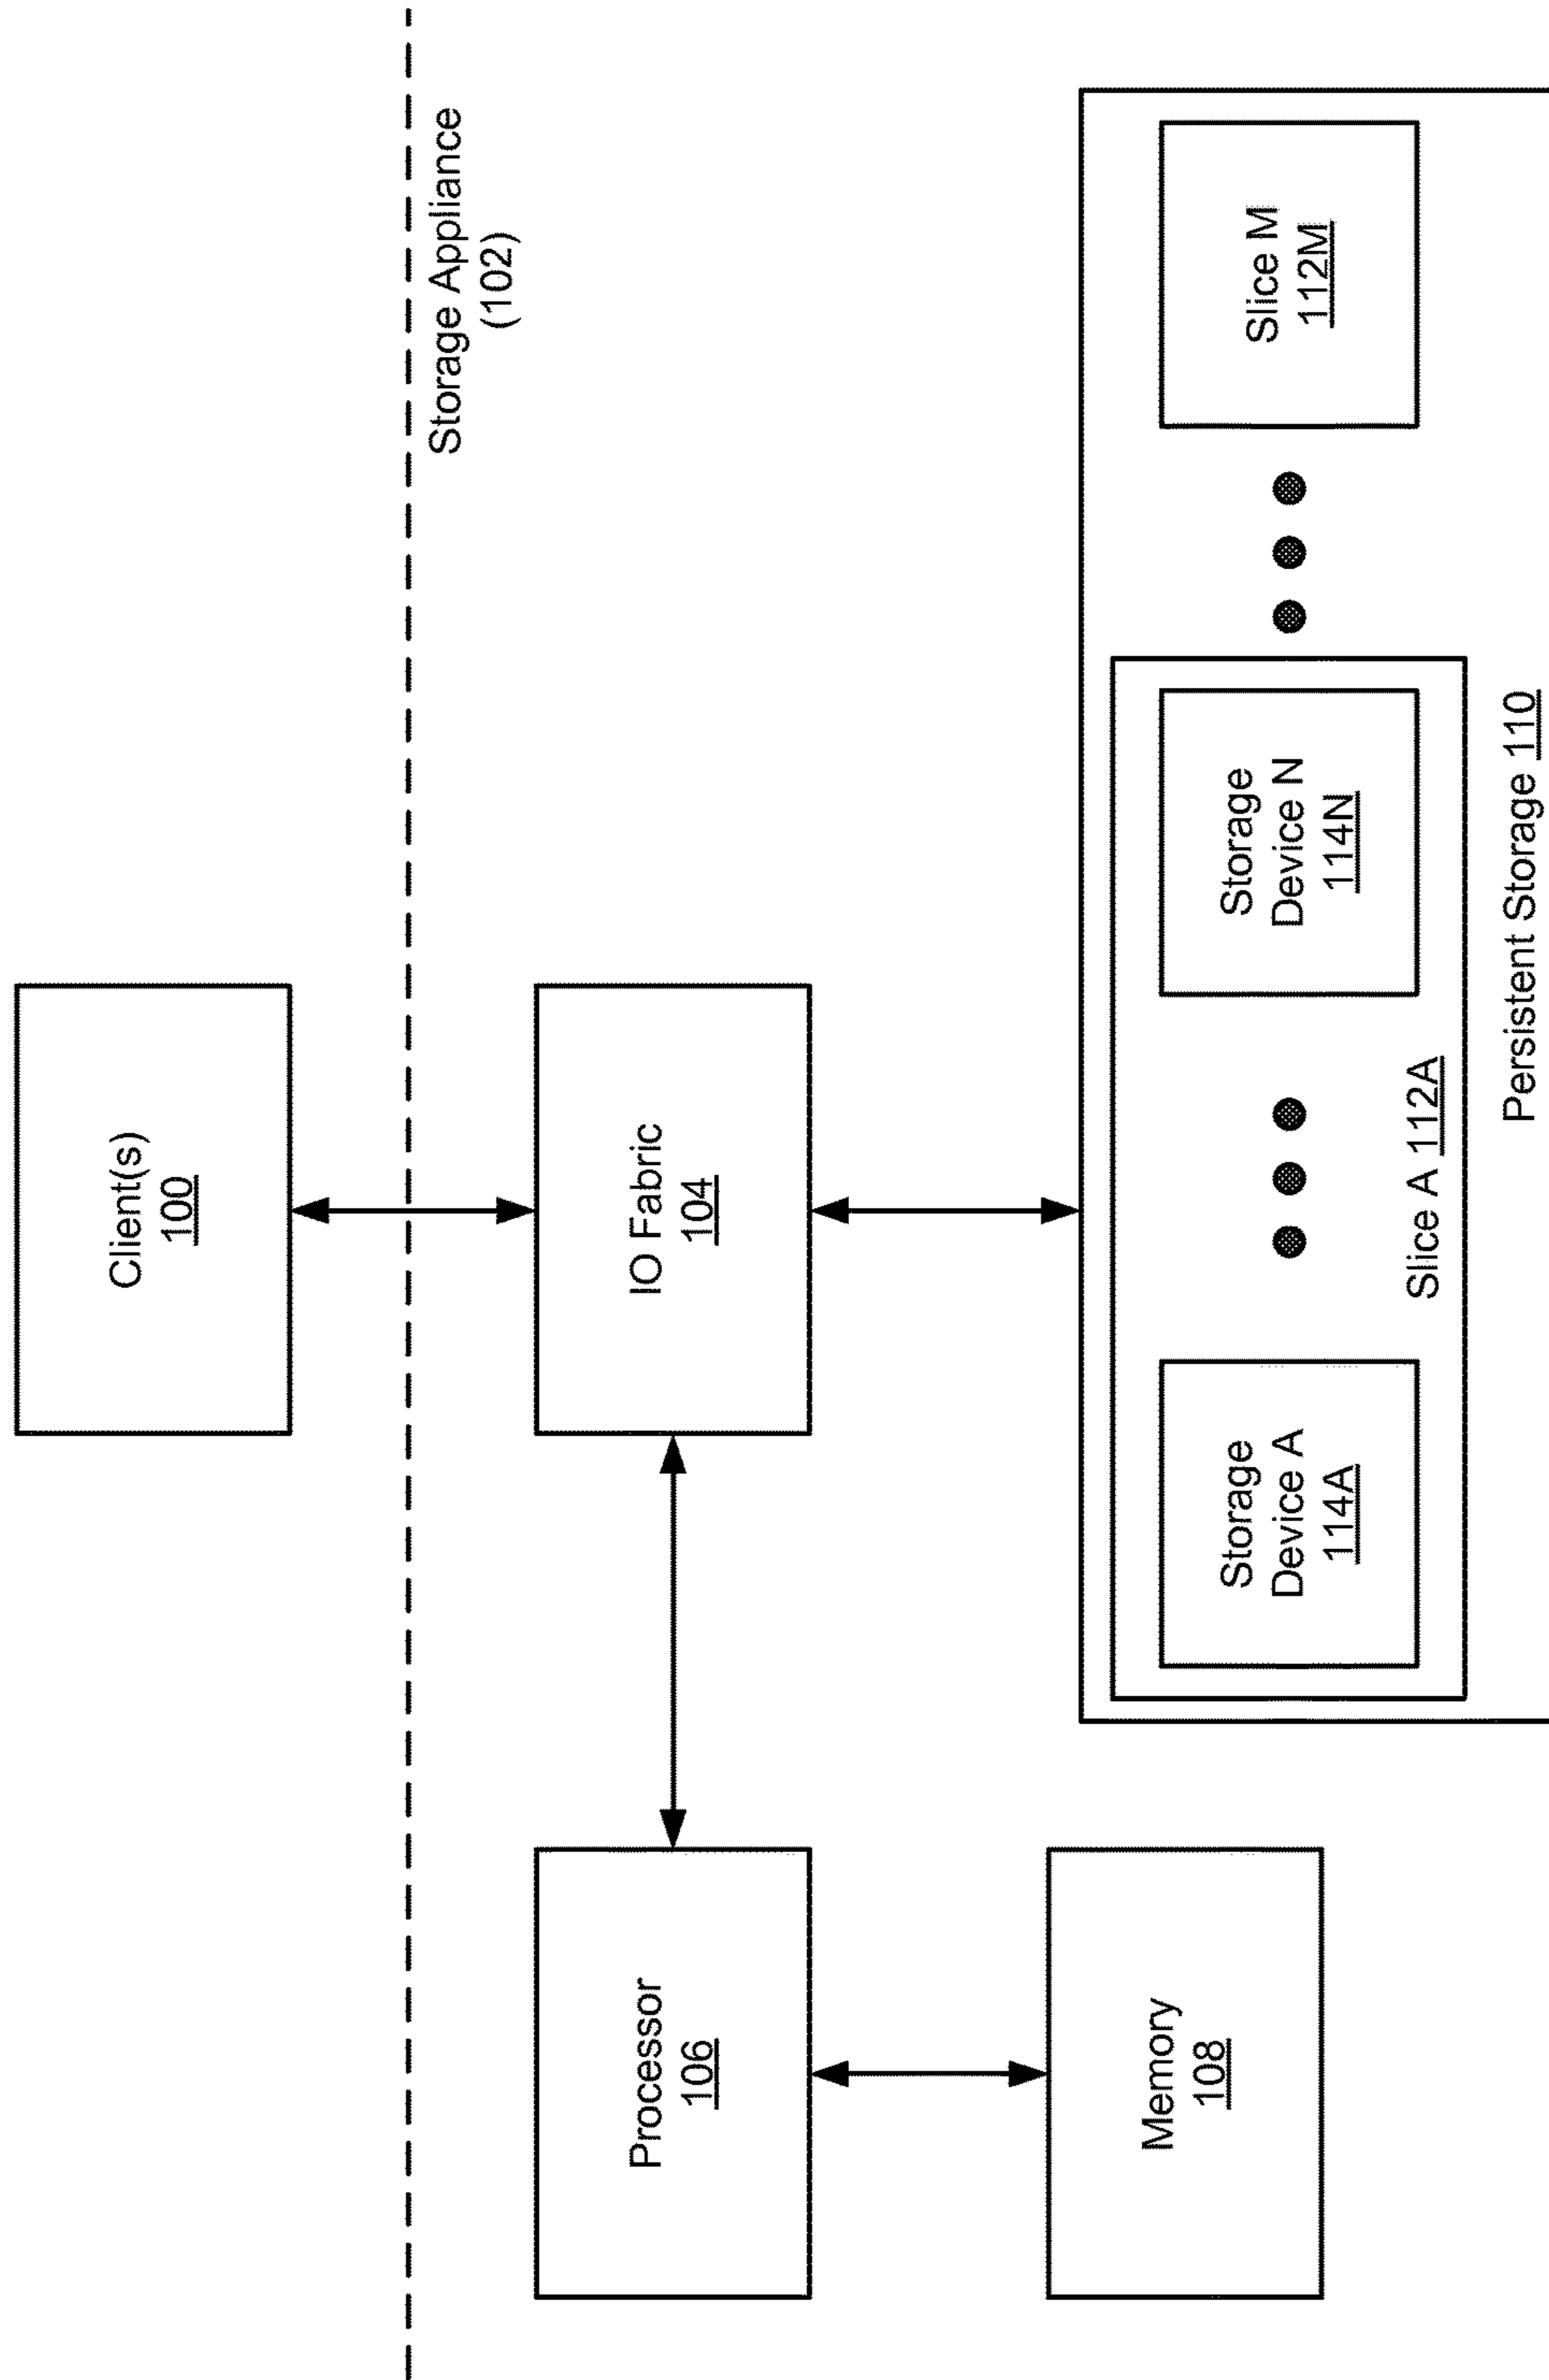 Client(s)
100
Storage Appliance
(102)
Processor
106
IO Fabric
104
Memory
108
Storage
Device A
114A
Storage
Device N
114N
Slice A 112A
Slice M
112M
Persistent Storage 110